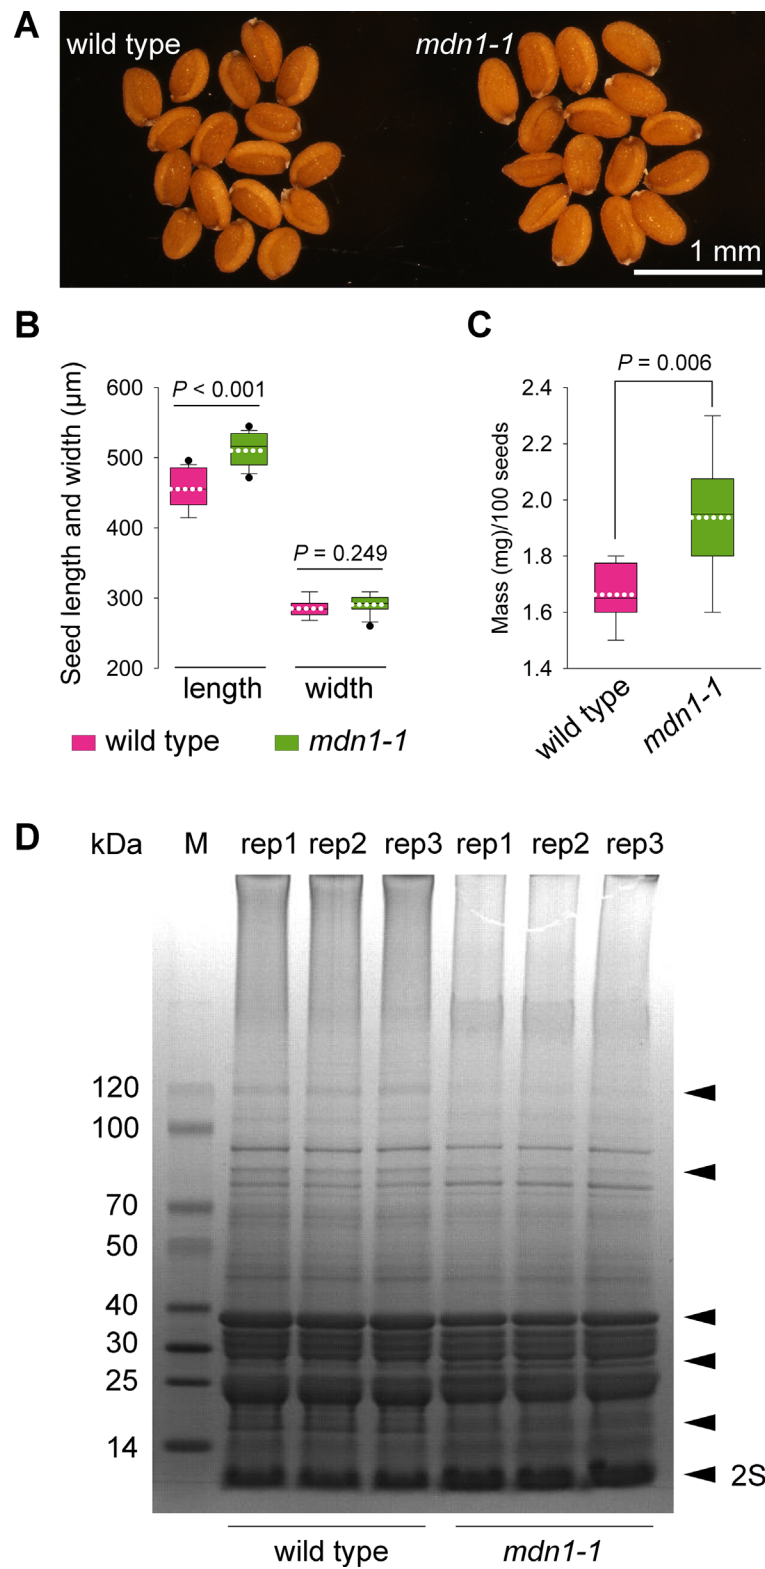 A
wild type
mdn1-1
1 mm
B
Seed length and width (µm)
600
500
400
300
200
P < 0.001
P = 0.249
length
width
wild type
mdn1-1
C
Mass (mg)/100 seeds
2.4
2.2
2.0
1.8
1.6
1.4
P = 0.006
wild type
mdn1-1
D
kDa M rep1 rep2 rep3 rep1 rep2 rep3
120
100
70
50
40
30
25
14
2S
wild type
mdn1-1